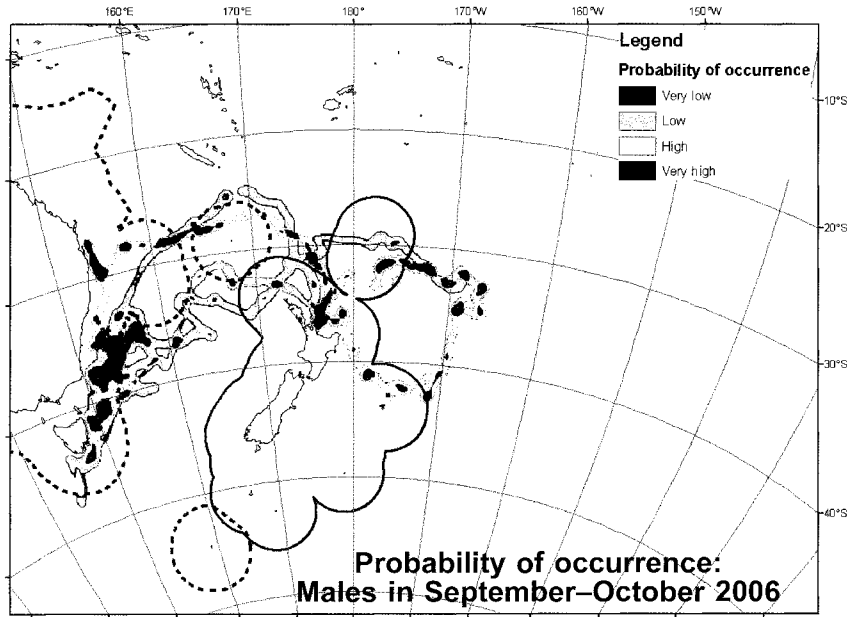 160°E 170°E 180° 170°W 160°W 150°W
Legend
Probability of occurrence
Very low
Low
High
Very high
10°S
20°S
30°S
40°S
Probability of occurrence:
Males in September–October 2006